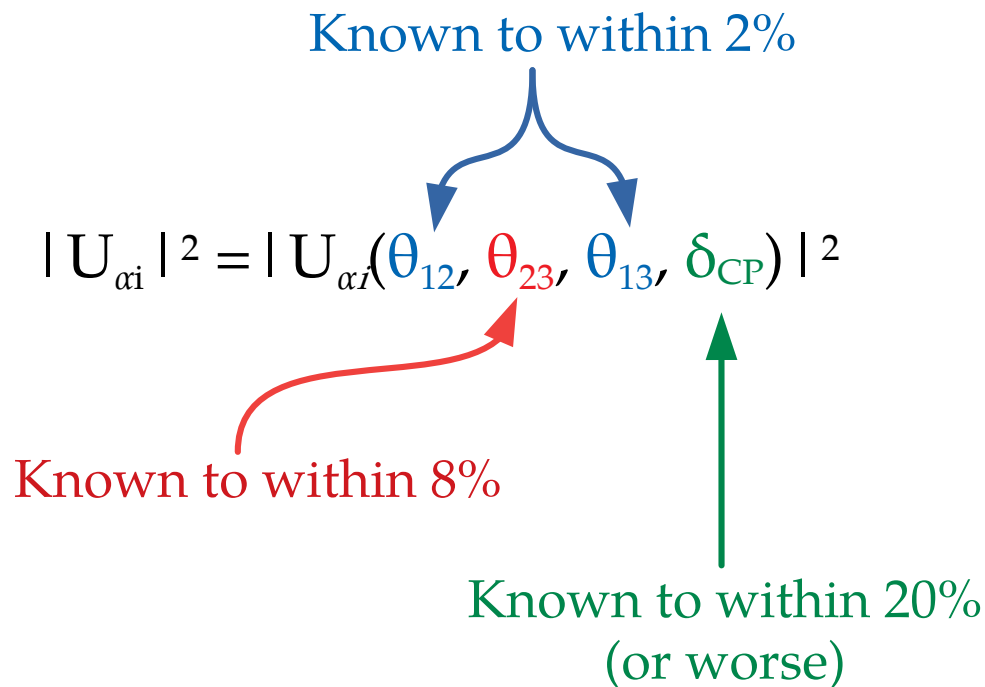 Known to within 2%
|Uαi|² = |Uαi(θ12, θ23, θ13, δCP)|²
Known to within 8%
Known to within 20%
(or worse)